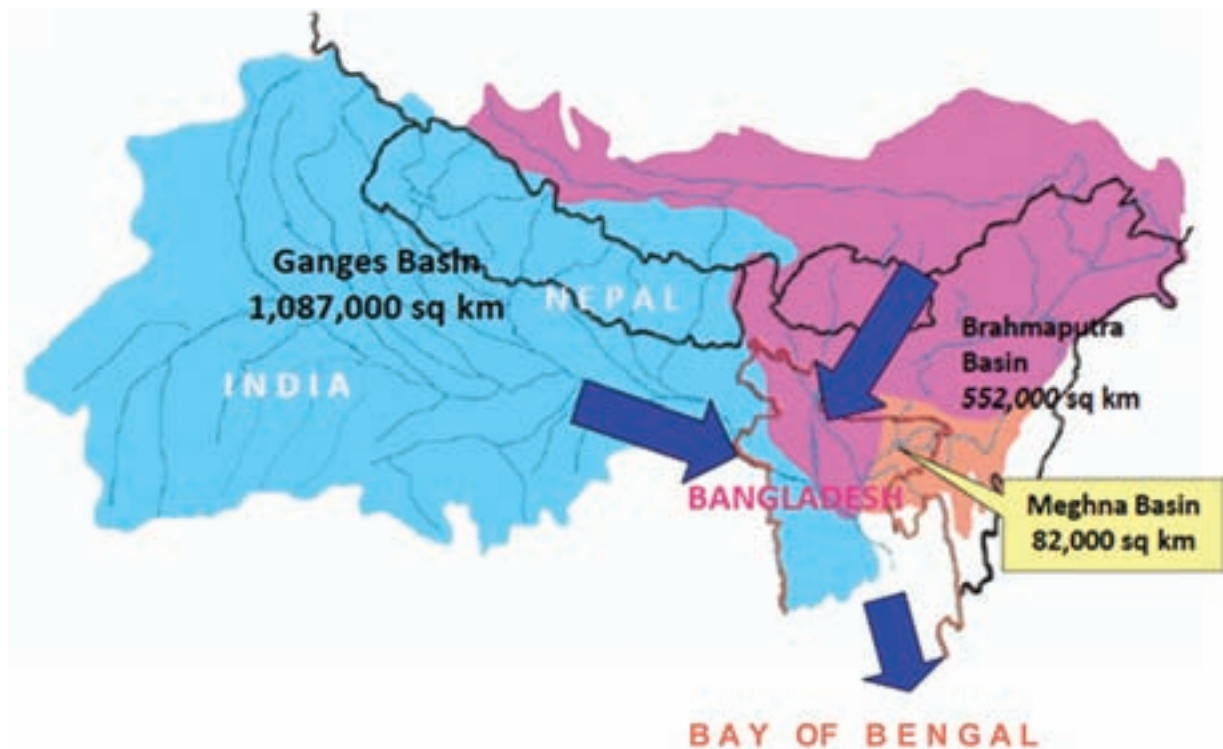 Ganges Basin
1,087,000 sq km
NEPAL
INDIA
Brahmaputra
Basin
552,000 sq km
BANGLADESH
Meghna Basin
82,000 sq km
BAY OF BENGAL